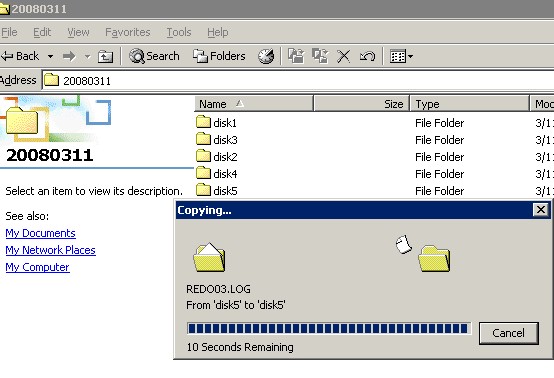 20080311
File Edit View Favorites Tools Help
Back Search Folders
Address 20080311
Name Size Type
disk1 File Folder 3/1
disk3 File Folder 3/1
disk2 File Folder 3/1
disk4 File Folder 3/1
disk5 File Folder 3/1
20080311
Select an item to view its description.
See also:
My Documents
My Network Places
My Computer
Copying...
REDO03.LOG
From 'disk5' to 'disk5'
Cancel
10 Seconds Remaining